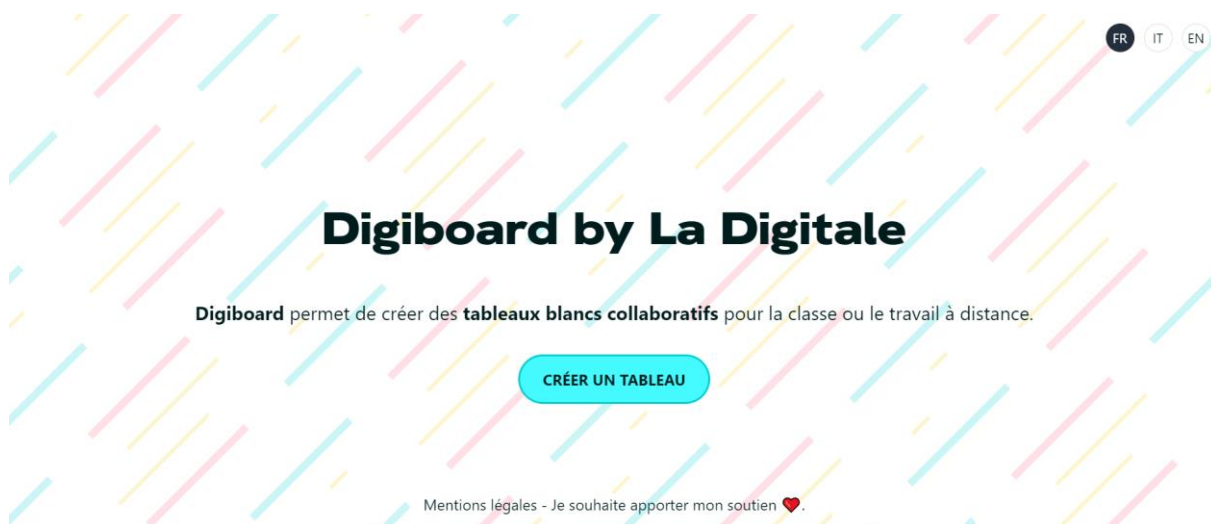 FR IT EN
Digiboard by La Digitale
Digiboard permet de créer des tableaux blancs collaboratifs pour la classe ou le travail à distance.
CRÉER UN TABLEAU
Mentions légales - Je souhaite apporter mon soutien ❤️.